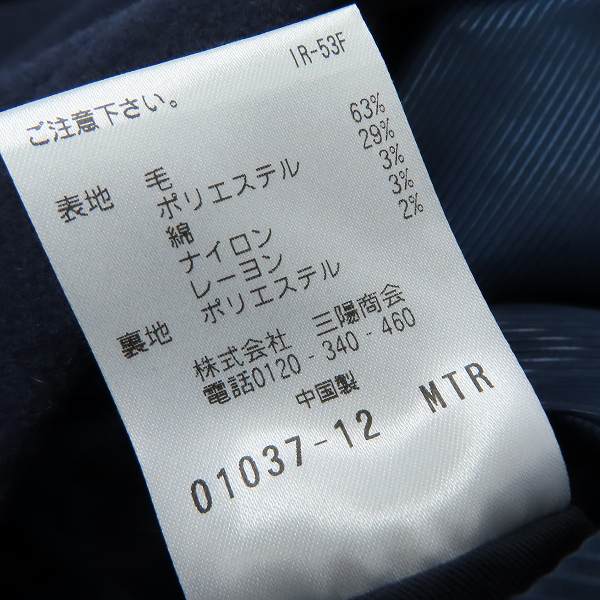 IR-53F
ご注意下さい。
表地 毛 63%
ポリエステル 29%
綿 3%
ナイロン 3%
レーヨン 2%
裏地 ポリエステル
株式会社 三陽商会
電話0120-340-460
中国製
01037-12 MTR